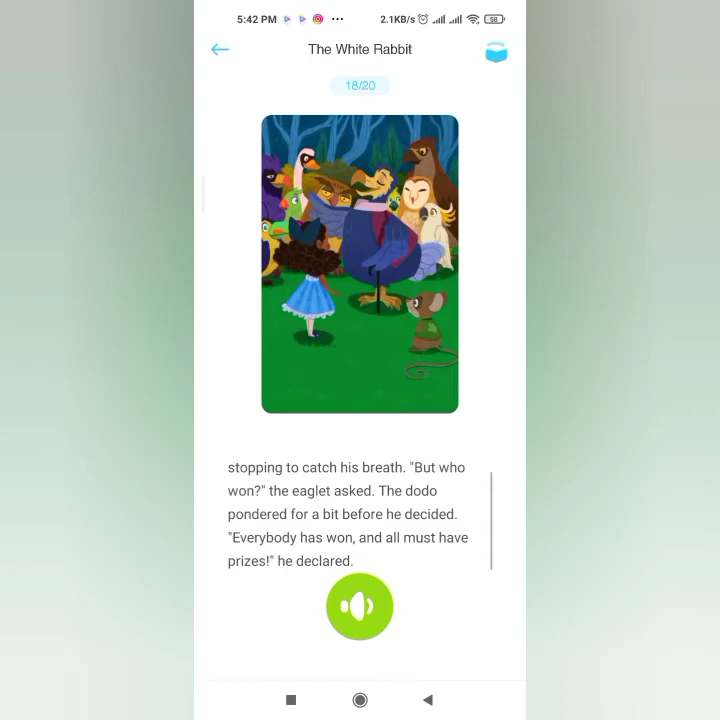 5:42 PM ... 2.1KB/s 58
The White Rabbit
18/20
stopping to catch his breath. "But who
won?" the eaglet asked. The dodo
pondered for a bit before he decided.
"Everybody has won, and all must have
prizes!" he declared.